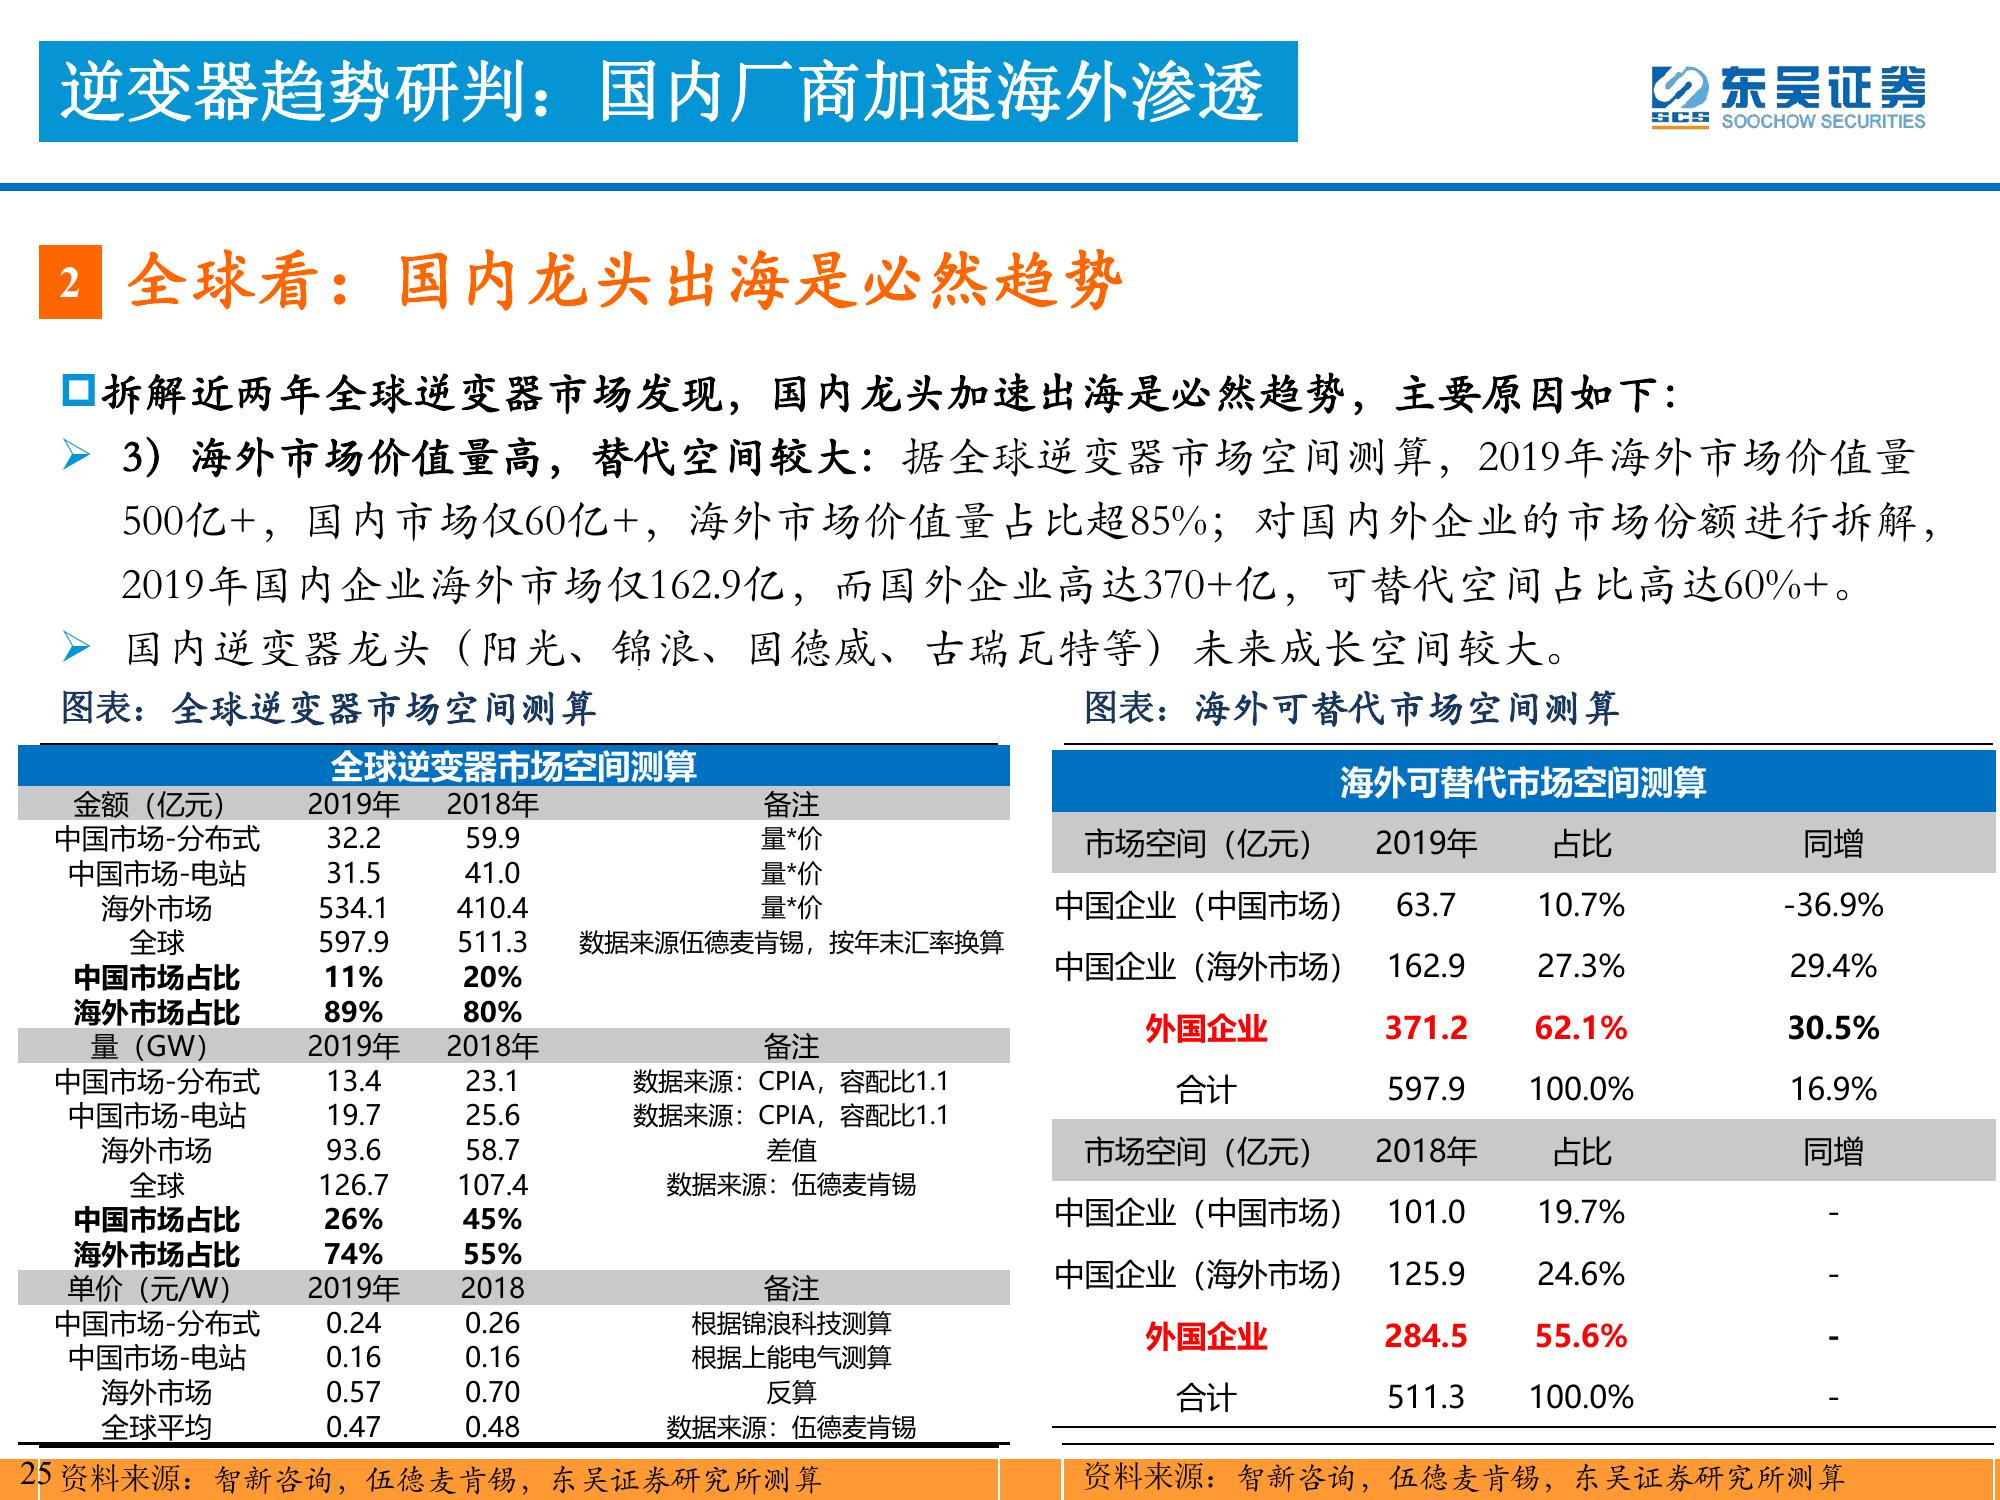 逆变器趋势研判：国内厂商加速海外渗透
东吴证券
SCS SOOCHOW SECURITIES
2 全球看：国内龙头出海是必然趋势
拆解近两年全球逆变器市场发现，国内龙头加速出海是必然趋势，主要原因如下：
3）海外市场价值量高，替代空间较大：据全球逆变器市场空间测算，2019年海外市场价值量
500亿+，国内市场仅60亿+，海外市场价值量占比超85%；对国内外企业的市场份额进行拆解，
2019年国内企业海外市场仅162.9亿，而国外企业高达370+亿，可替代空间占比高达60%+。
国内逆变器龙头（阳光、锦浪、固德威、古瑞瓦特等）未来成长空间较大。
图表：全球逆变器市场空间测算
全球逆变器市场空间测算
金额（亿元） 2019年 2018年 备注
中国市场-分布式 32.2 59.9 量*价
中国市场-电站 31.5 41.0 量*价
海外市场 534.1 410.4 量*价
全球 597.9 511.3 数据来源伍德麦肯锡，按年末汇率换算
中国市场占比 11% 20%
海外市场占比 89% 80%
量（GW） 2019年 2018年 备注
中国市场-分布式 13.4 23.1 数据来源：CPIA，容配比1.1
中国市场-电站 19.7 25.6 数据来源：CPIA，容配比1.1
海外市场 93.6 58.7 差值
全球 126.7 107.4 数据来源：伍德麦肯锡
中国市场占比 26% 45%
海外市场占比 74% 55%
单价（元/W） 2019年 2018 备注
中国市场-分布式 0.24 0.26 根据锦浪科技测算
中国市场-电站 0.16 0.16 根据上能电气测算
海外市场 0.57 0.70 反算
全球平均 0.47 0.48 数据来源：伍德麦肯锡
图表：海外可替代市场空间测算
海外可替代市场空间测算
市场空间（亿元） 2019年 占比 同增
中国企业（中国市场） 63.7 10.7% -36.9%
中国企业（海外市场） 162.9 27.3% 29.4%
外国企业 371.2 62.1% 30.5%
合计 597.9 100.0% 16.9%
市场空间（亿元） 2018年 占比 同增
中国企业（中国市场） 101.0 19.7% -
中国企业（海外市场） 125.9 24.6% -
外国企业 284.5 55.6% -
合计 511.3 100.0% -
25 资料来源：智新咨询，伍德麦肯锡，东吴证券研究所测算
资料来源：智新咨询，伍德麦肯锡，东吴证券研究所测算